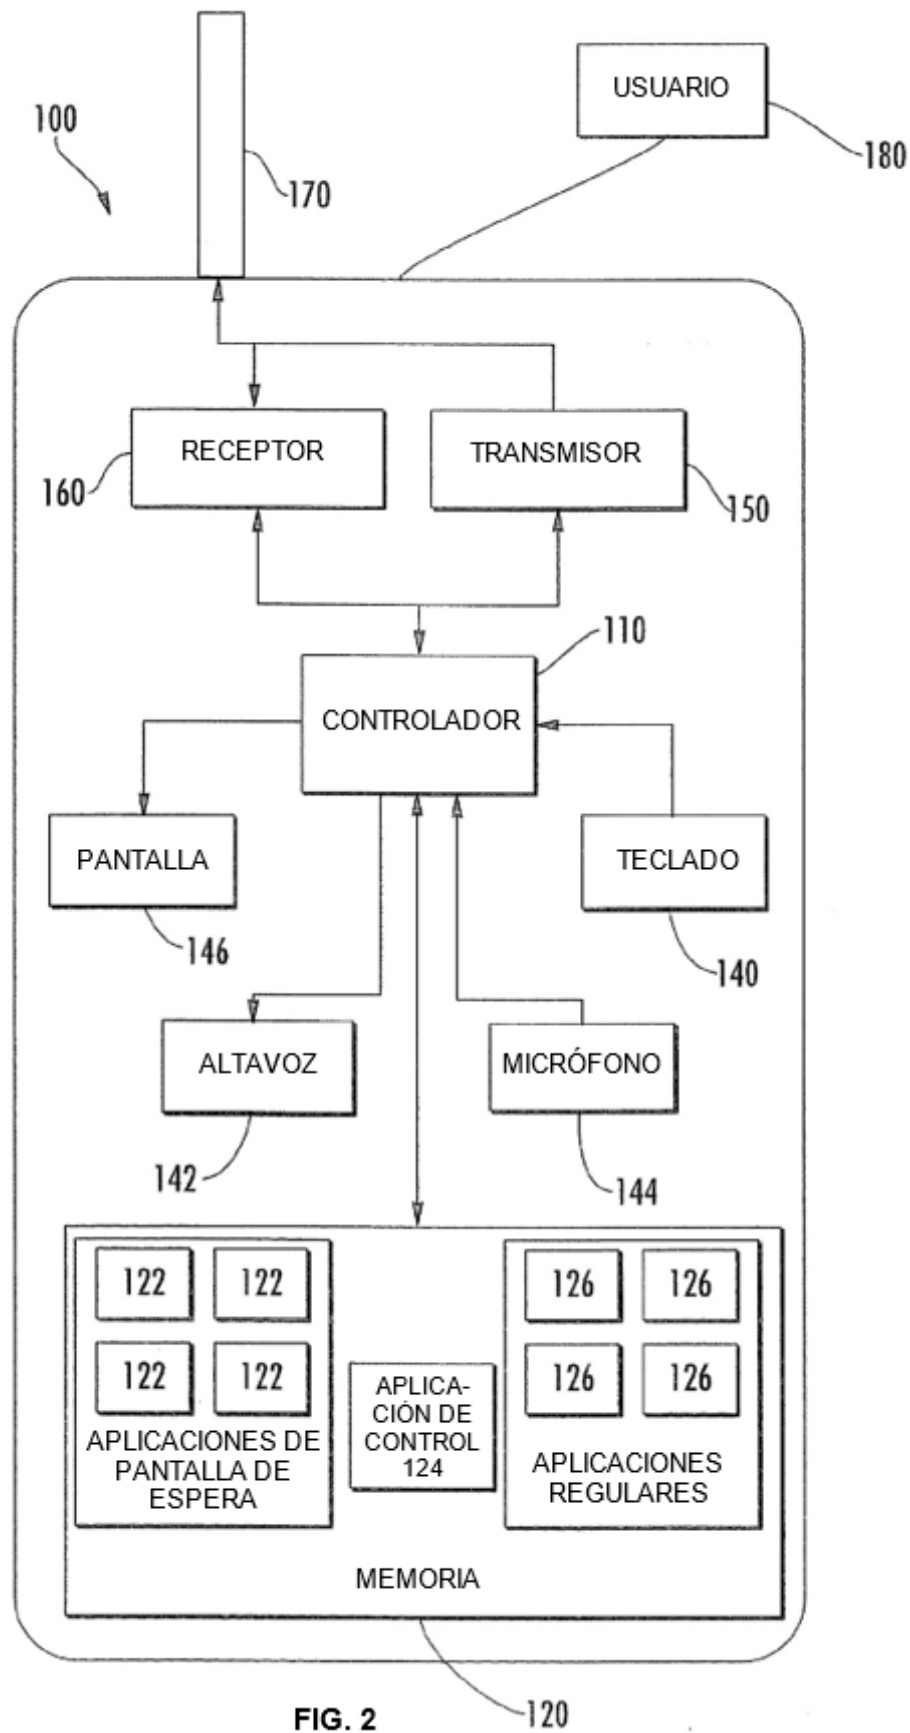 USUARIO
100
180
170
RECEPTOR
TRANSMISOR
160
150
110
CONTROLADOR
PANTALLA
TECLADO
146
140
ALTAVOZ
MICRÓFONO
142
144
122 122
122 122
APLICACIONES DE
PANTALLA DE
ESPERA
APLICA-
CIÓN DE
CONTROL
124
126 126
126 126
APLICACIONES
REGULARES
MEMORIA
120
FIG. 2